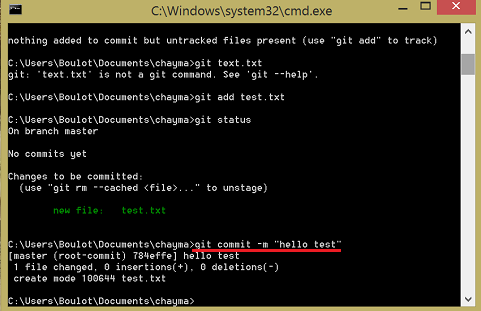 C:\Windows\system32\cmd.exe
nothing added to commit but untracked files present (use "git add" to track)
C:\Users\Boulot\Documents\chayma>git text.txt
git: 'text.txt' is not a git command. See 'git --help'.
C:\Users\Boulot\Documents\chayma>git add test.txt
C:\Users\Boulot\Documents\chayma>git status
On branch master
No commits yet
Changes to be committed:
(use "git rm --cached <file>..." to unstage)
new file: test.txt
C:\Users\Boulot\Documents\chayma>git commit -m "hello test"
[master (root-commit) 784effe] hello test
1 file changed, 0 insertions(+), 0 deletions(-)
create mode 100644 test.txt
C:\Users\Boulot\Documents\chayma>